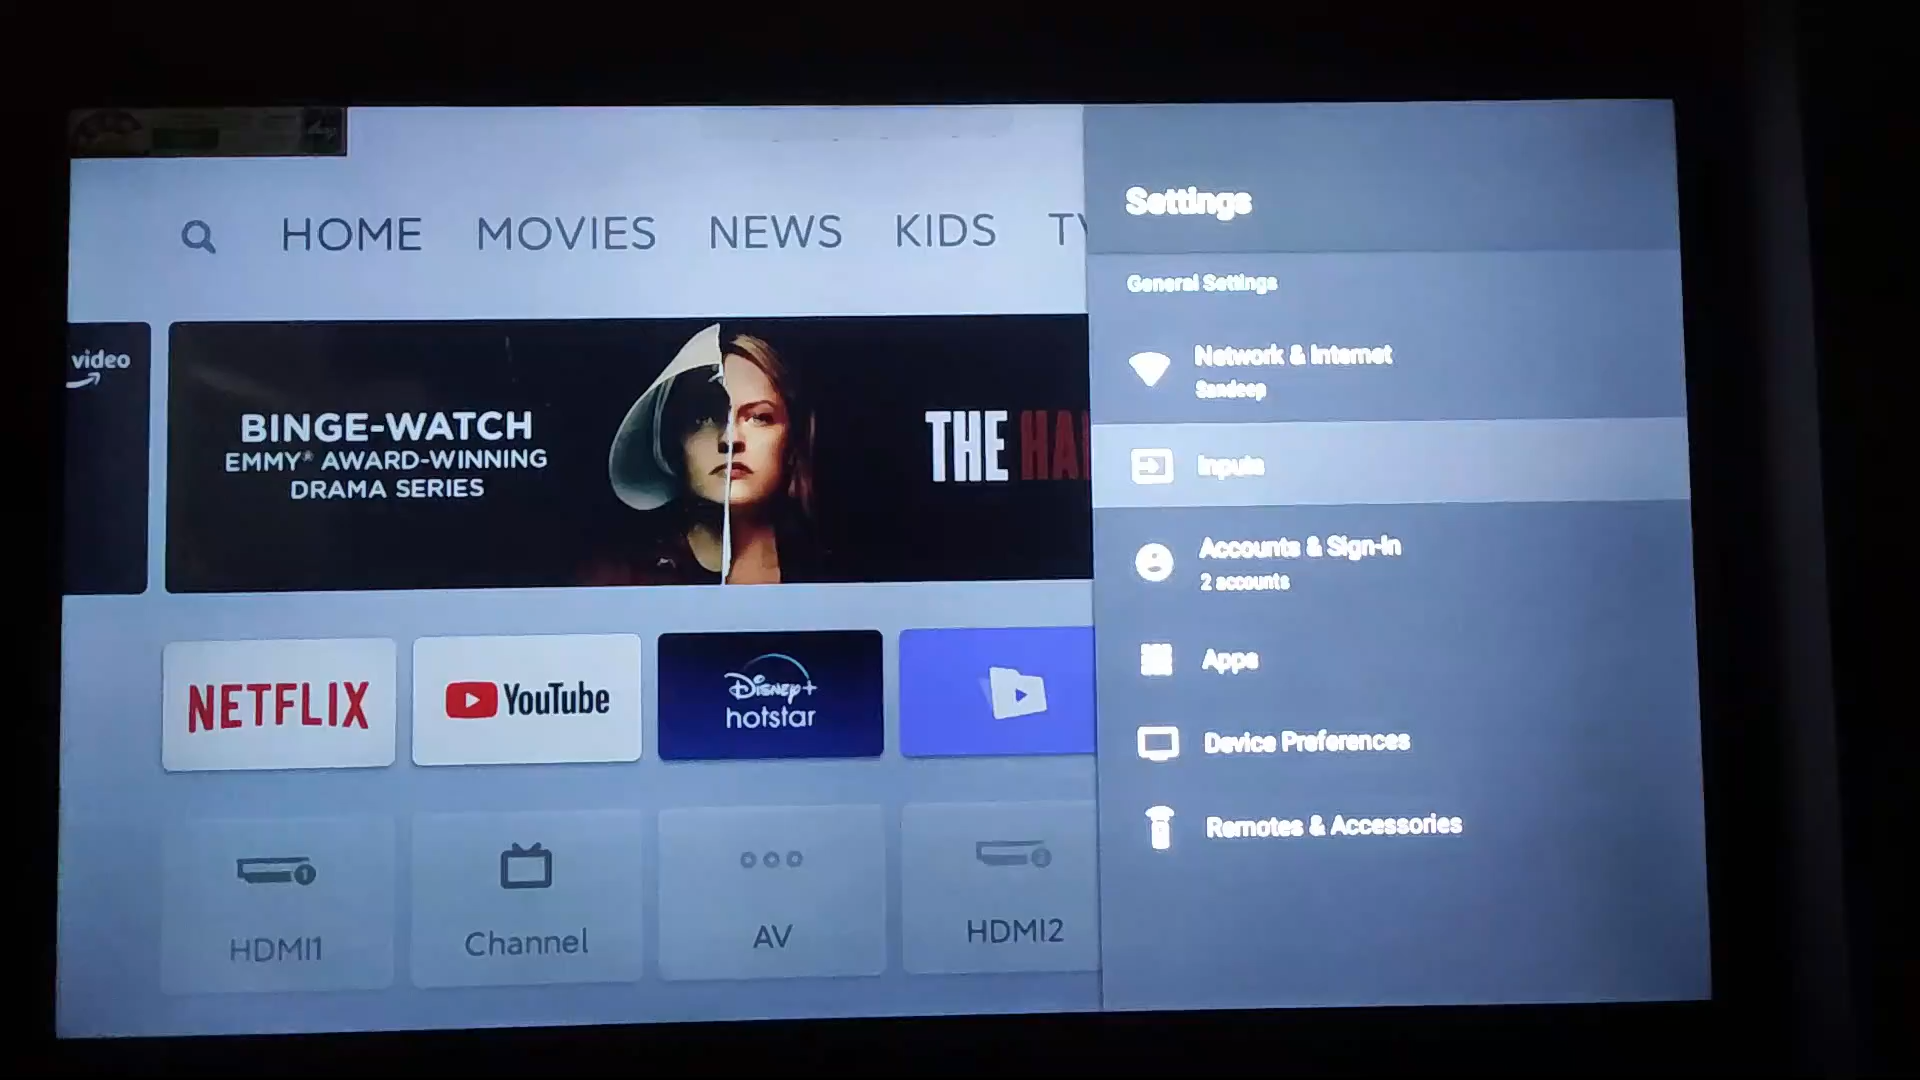 HOME MOVIES NEWS KIDS
video
BINGE-WATCH
EMMY® AWARD-WINNING
DRAMA SERIES
THE HA
NETFLIX
YouTube
Disney+
hotstar
HDMI1
Channel
AV
HDMI2
Settings
General Settings
Network & Internet
Sandeep
Inputs
Accounts & Sign-In
2 accounts
Apps
Device Preferences
Remotes & Accessories